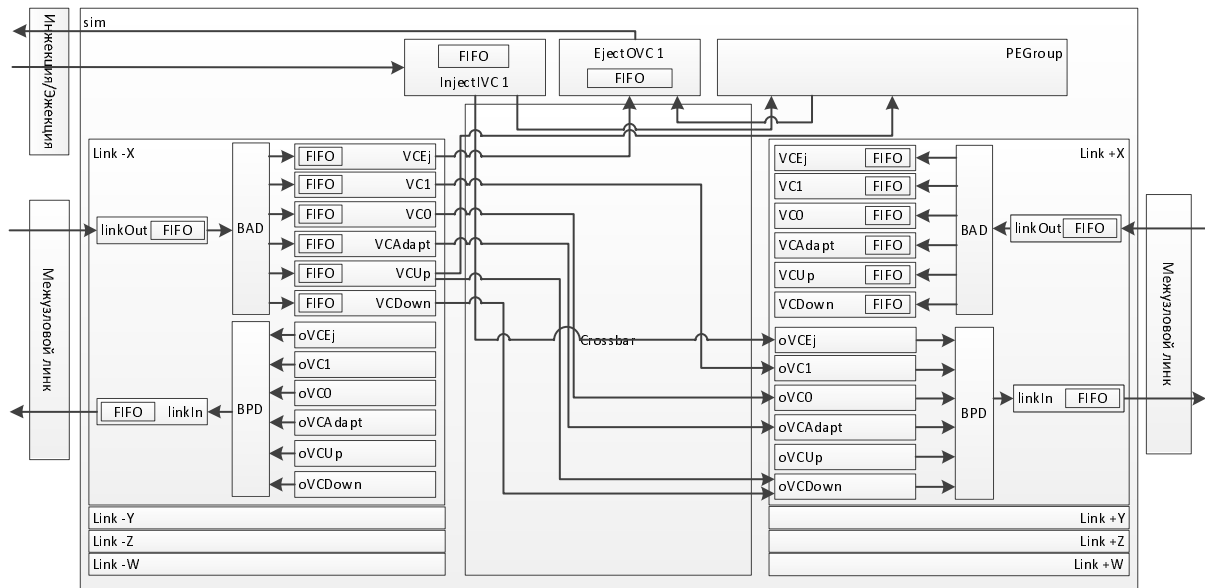 sim
Инжекция/Эжекция
FIFO
InjectIVC 1
EjectOVC 1
FIFO
PEGroup
Link -X
FIFO VCEj
FIFO VC1
FIFO VC0
FIFO VCAdapt
FIFO VCUp
FIFO VCDown
BAD
linkOut FIFO
Межузловой линк
oVCEj
oVC1
oVC0
oVCAdapt
oVCUp
oVCDown
BPD
FIFO linkIn
Link -Y
Link -Z
Link -W
Crossbar
Link +X
VCEj FIFO
VC1 FIFO
VC0 FIFO
VCAdapt FIFO
VCUp FIFO
VCDown FIFO
BAD
linkOut FIFO
Межузловой линк
oVCEj
oVC1
oVC0
oVCAdapt
oVCUp
oVCDown
BPD
linkIn FIFO
Link +Y
Link +Z
Link +W